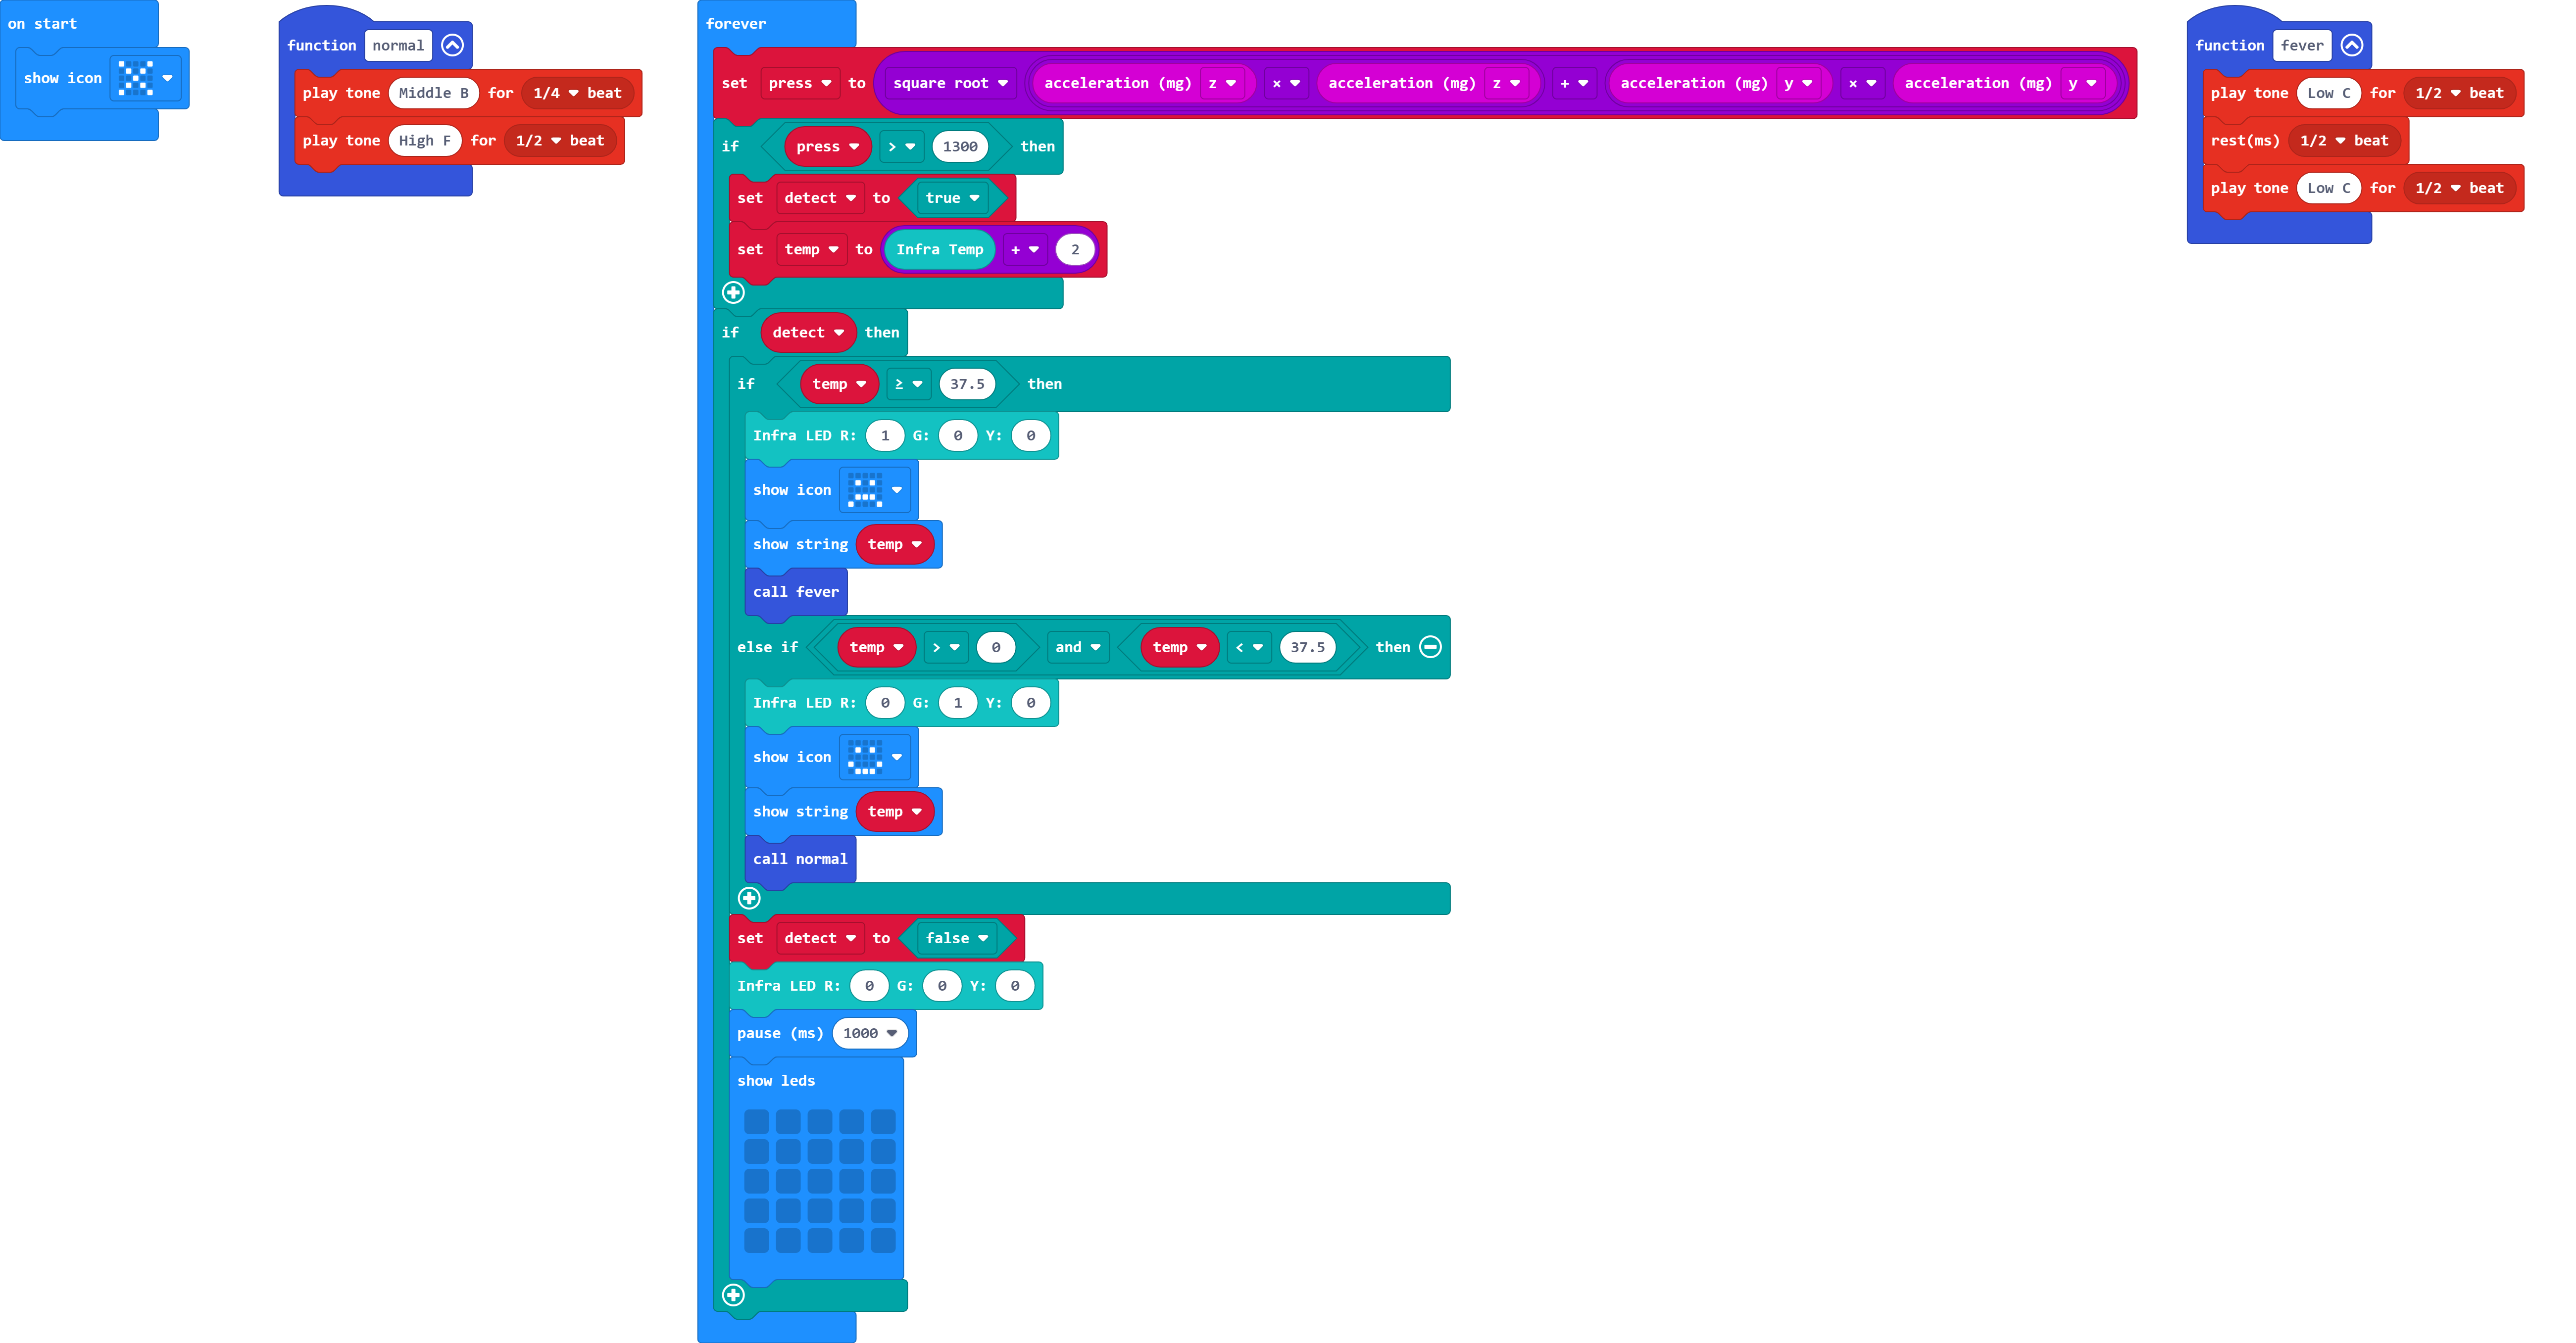 on start
show icon
function normal
play tone Middle B for 1/4 beat
play tone High F for 1/2 beat
forever
set press to square root acceleration (mg) z × acceleration (mg) z + acceleration (mg) y × acceleration (mg) y
if press > 1300 then
set detect to true
set temp to Infra Temp + 2
if detect then
if temp ≥ 37.5 then
Infra LED R: 1 G: 0 Y: 0
show icon
show string temp
call fever
else if temp > 0 and temp < 37.5 then
Infra LED R: 0 G: 1 Y: 0
show icon
show string temp
call normal
set detect to false
Infra LED R: 0 G: 0 Y: 0
pause (ms) 1000
show leds
function fever
play tone Low C for 1/2 beat
rest(ms) 1/2 beat
play tone Low C for 1/2 beat